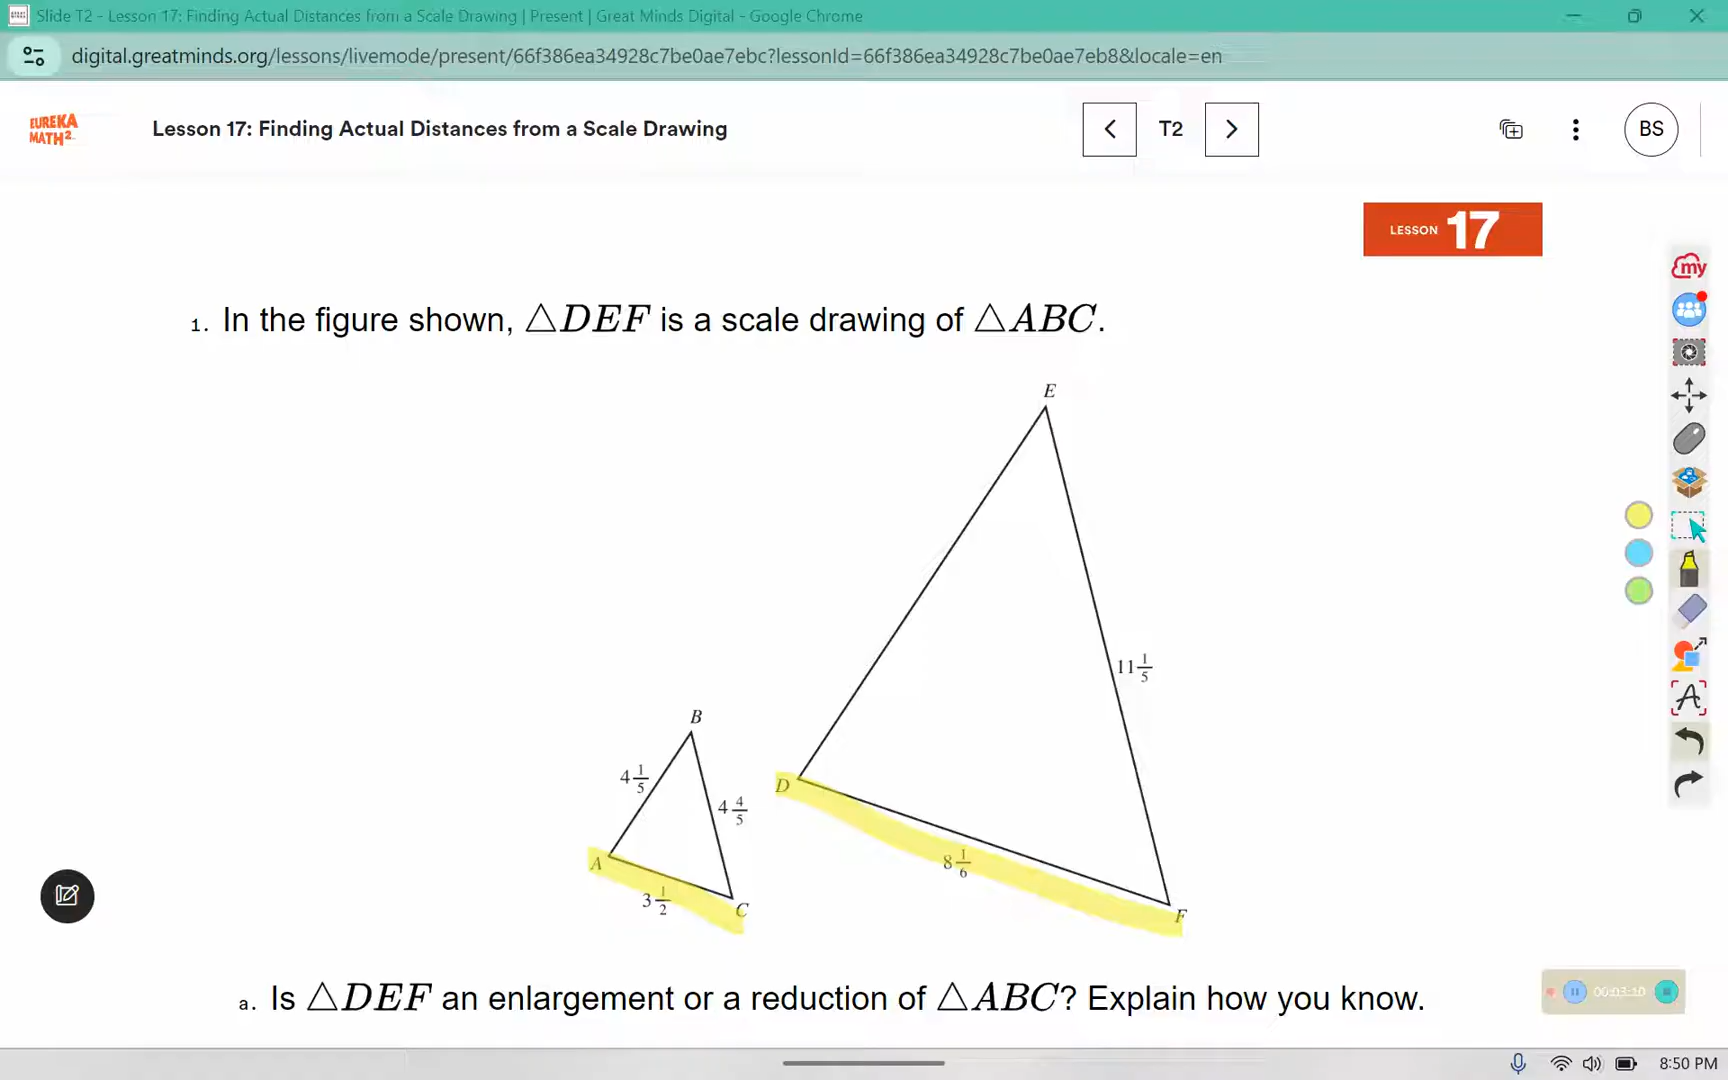 Slide T2 - Lesson 17: Finding Actual Distances from a Scale Drawing | Present | Great Minds Digital - Google Chrome
digital.greatminds.org/lessons/livemode/present/66f386ea34928c7be0ae7ebc?lessonId=66f386ea34928c7be0ae7eb8&locale=en
EUREKA
MATH²
Lesson 17: Finding Actual Distances from a Scale Drawing
T2
BS
LESSON 17
my
1. In the figure shown, △DEF is a scale drawing of △ABC.
E
11 1/5
B
4 1/5
4 4/5
D
A
8 1/6
3 1/2
C
F
A
a. Is △DEF an enlargement or a reduction of △ABC? Explain how you know.
00:03:10
8:50 PM